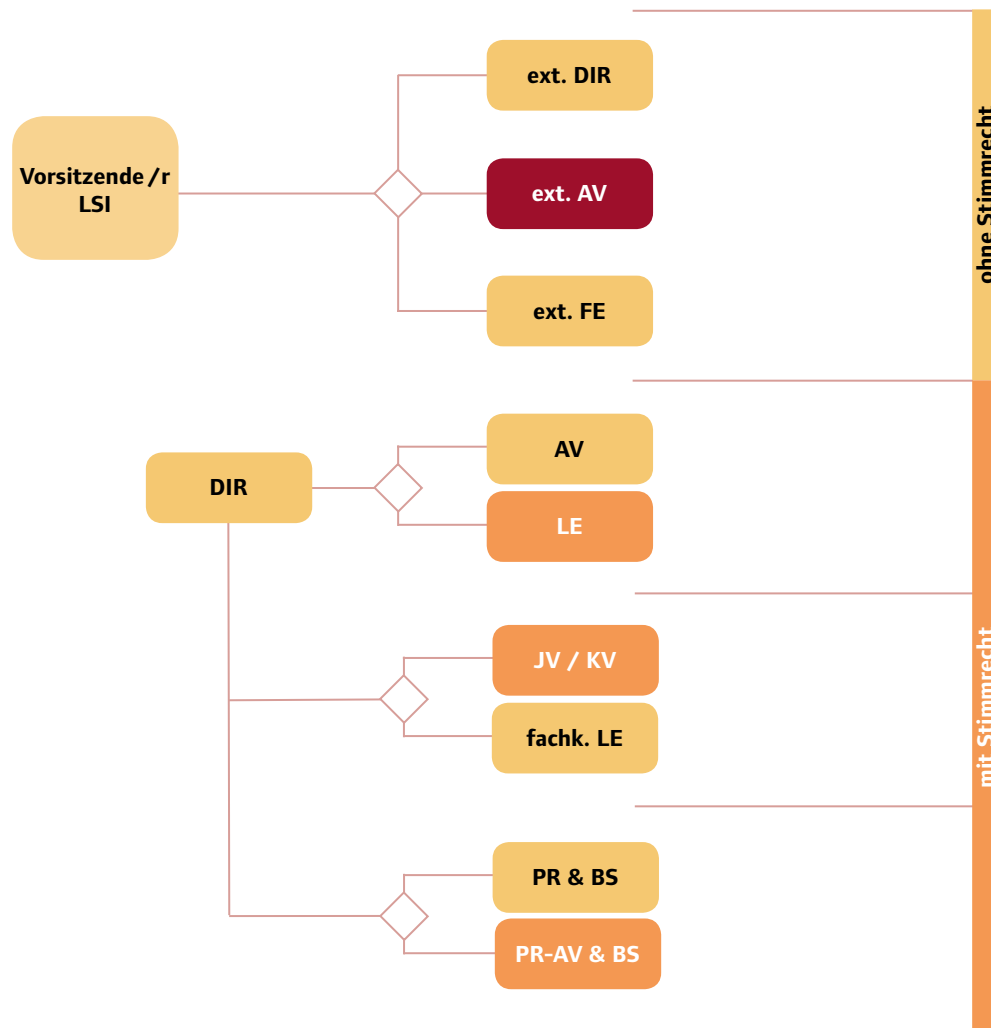 ext. DIR
Vorsitzende/r
LSI
ext. AV
ext. FE
ohne Stimmrecht
AV
DIR
LE
JV / KV
fachk. LE
mit Stimmrecht
PR & BS
PR-AV & BS